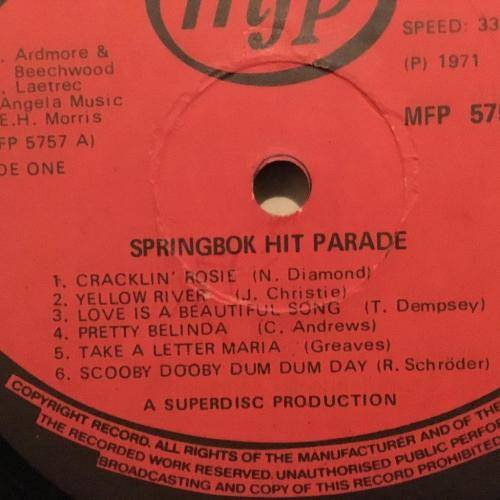 mfp
SPEED: 33
(P) 1971
Ardmore &
Beechwood
Laetrec
Angela Music
E.H. Morris
FP 5757 A)
DE ONE
MFP 57
SPRINGBOK HIT PARADE
1. CRACKLIN' ROSIE (N. Diamond)
2. YELLOW RIVER (J. Christie)
3. LOVE IS A BEAUTIFUL SONG (T. Dempsey)
4. PRETTY BELINDA (C. Andrews)
5. TAKE A LETTER MARIA (Greaves)
6. SCOOBY DOOBY DUM DUM DAY (R. Schröder)
A SUPERDISC PRODUCTION
COPYRIGHT RECORD. ALL RIGHTS OF THE MANUFACTURER AND OF THE
THE RECORDED WORK RESERVED. UNAUTHORISED PUBLIC PERFOR
BROADCASTING AND COPY OF THIS RECORD PROHIBITE